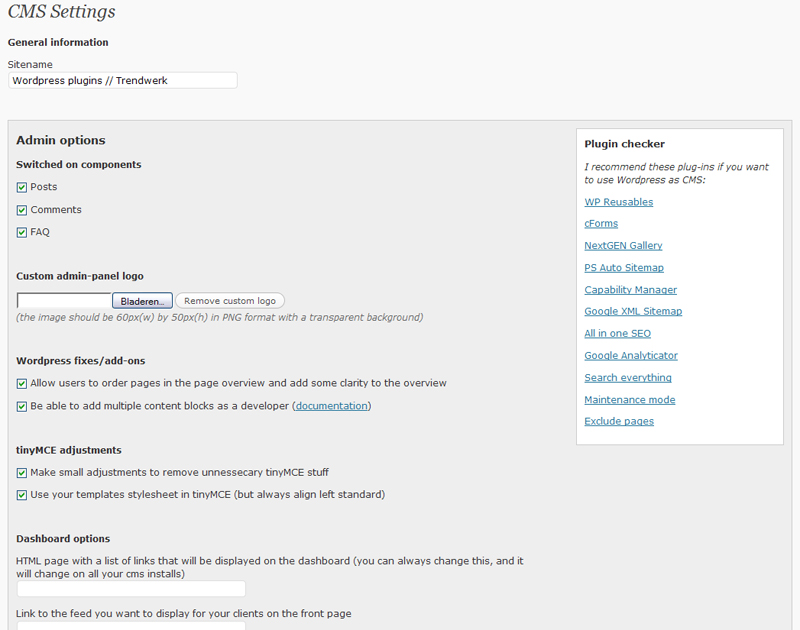 CMS Settings
General information
Sitename
Wordpress plugins // Trendwerk
Admin options
Switched on components
Posts
Comments
FAQ
Custom admin-panel logo
Bladeren... Remove custom logo
(the image should be 60px(w) by 50px(h) in PNG format with a transparent background)
Wordpress fixes/add-ons
Allow users to order pages in the page overview and add some clarity to the overview
Be able to add multiple content blocks as a developer (documentation)
tinyMCE adjustments
Make small adjustments to remove unnessecary tinyMCE stuff
Use your templates stylesheet in tinyMCE (but always align left standard)
Dashboard options
HTML page with a list of links that will be displayed on the dashboard (you can always change this, and it
will change on all your cms installs)
Link to the feed you want to display for your clients on the front page
Plugin checker
I recommend these plug-ins if you want
to use Wordpress as CMS:
WP Reusables
cForms
NextGEN Gallery
PS Auto Sitemap
Capability Manager
Google XML Sitemap
All in one SEO
Google Analyticator
Search everything
Maintenance mode
Exclude pages